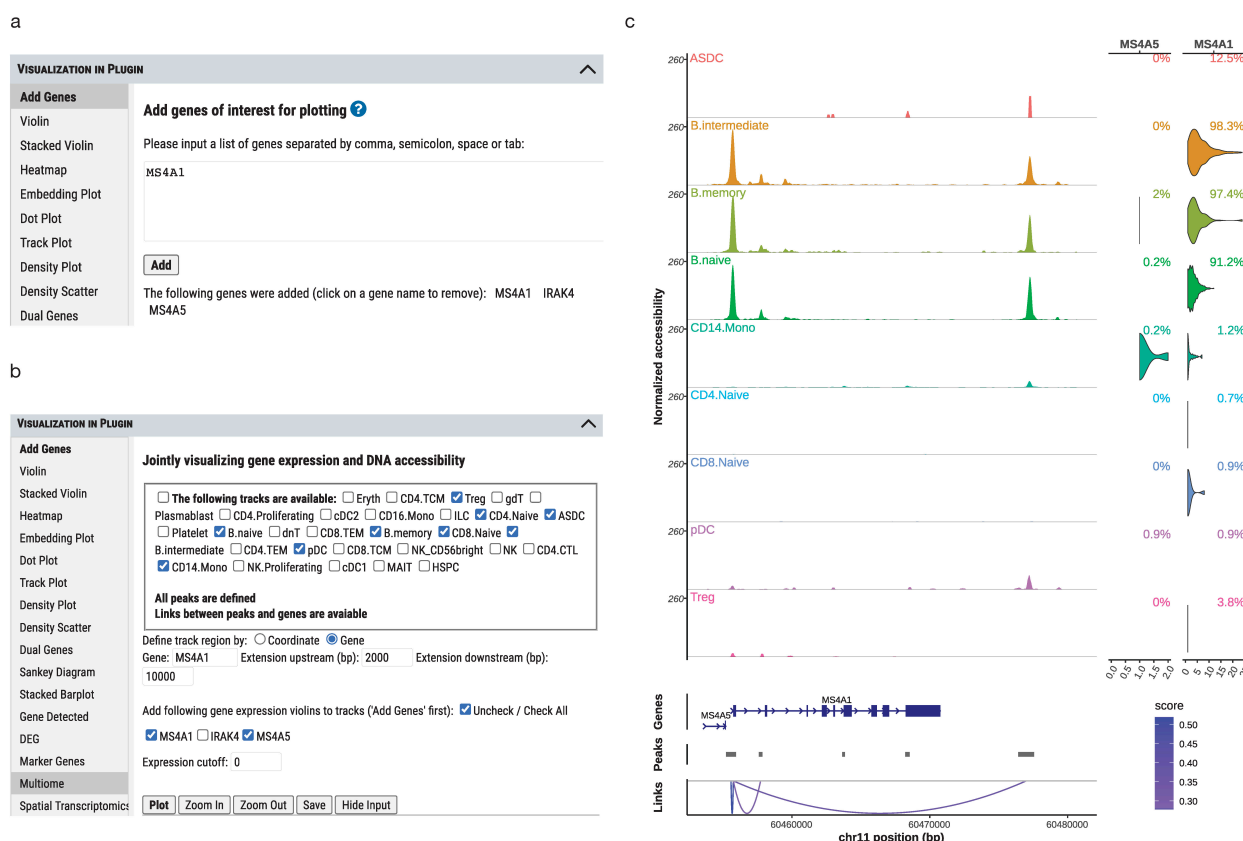 a
VISUALIZATION IN PLUGIN
Add Genes
Violin
Stacked Violin
Heatmap
Embedding Plot
Dot Plot
Track Plot
Density Plot
Density Scatter
Dual Genes
Add genes of interest for plotting ?
Please input a list of genes separated by comma, semicolon, space or tab:
MS4A1
Add
The following genes were added (click on a gene name to remove): MS4A1 IRAK4
MS4A5
b
VISUALIZATION IN PLUGIN
Add Genes
Violin
Stacked Violin
Heatmap
Embedding Plot
Dot Plot
Track Plot
Density Plot
Density Scatter
Dual Genes
Sankey Diagram
Stacked Barplot
Gene Detected
DEG
Marker Genes
Multiome
Spatial Transcriptomics
Jointly visualizing gene expression and DNA accessibility
The following tracks are available: Eryth CD4.TCM Treg gdT
Plasmablast CD4.Proliferating cDC2 CD16.Mono ILC CD4.Naive ASDC
Platelet B.naive dnT CD8.TEM B.memory CD8.Naive
B.intermediate CD4.TEM pDC CD8.TCM NK_CD56bright NK CD4.CTL
CD14.Mono NK.Proliferating cDC1 MAIT HSPC
All peaks are defined
Links between peaks and genes are avaiable
Define track region by: Coordinate Gene
Gene: MS4A1 Extension upstream (bp): 2000 Extension downstream (bp):
10000
Add following gene expression violins to tracks ('Add Genes' first): Uncheck / Check All
MS4A1 IRAK4 MS4A5
Expression cutoff: 0
Plot Zoom In Zoom Out Save Hide Input
c
MS4A5 MS4A1
260 ASDC 0% 12.5%
260 B.intermediate 0% 98.3%
260 B.memory 2% 97.4%
260 B.naive 0.2% 91.2%
260 CD14.Mono 0.2% 1.2%
260 CD4.Naive 0% 0.7%
260 CD8.Naive 0% 0.9%
260 pDC 0.9% 0.9%
260 Treg 0% 3.8%
Normalized accessibility
0.0 0.5 1.0 1.5 2.0 0 5 10 15 20
Genes
MS4A5 MS4A1
Peaks
Links
60460000 60470000 60480000
chr11 position (bp)
score
0.50
0.45
0.40
0.35
0.30